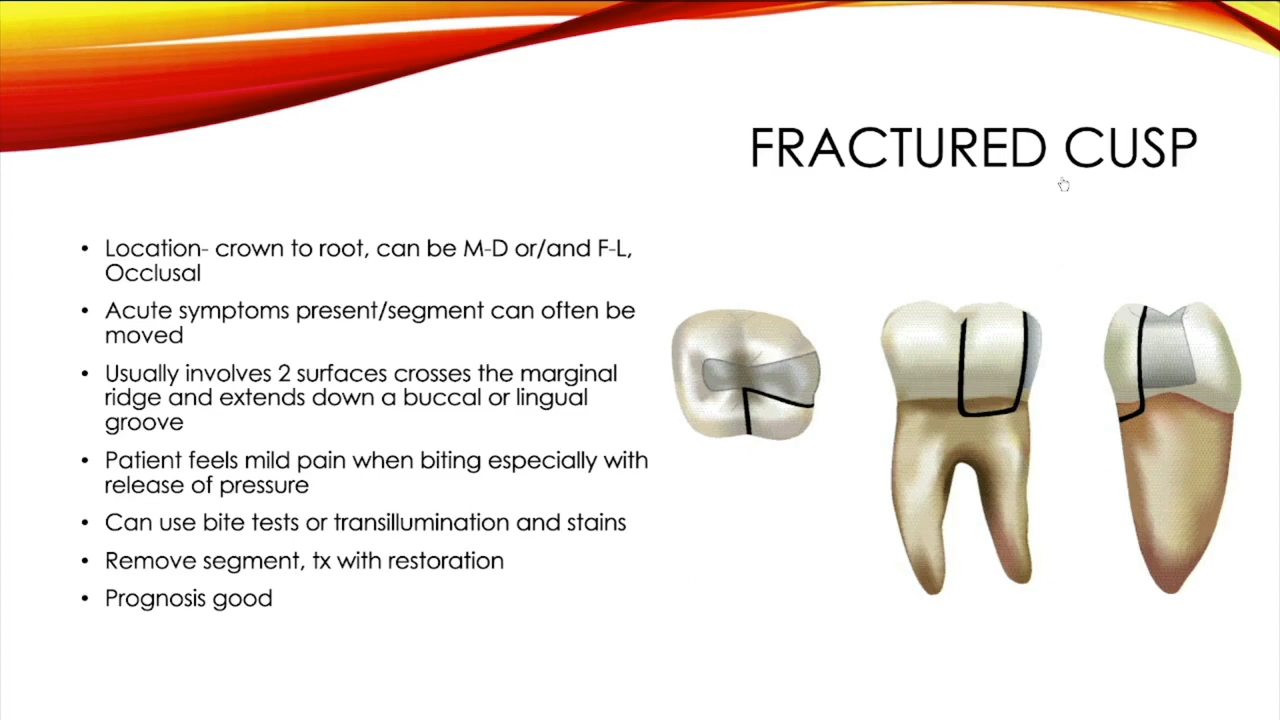 FRACTURED CUSP
• Location- crown to root, can be M-D or/and F-L,
Occlusal
• Acute symptoms present/segment can often be
moved
• Usually involves 2 surfaces crosses the marginal
ridge and extends down a buccal or lingual
groove
• Patient feels mild pain when biting especially with
release of pressure
• Can use bite tests or transillumination and stains
• Remove segment, tx with restoration
• Prognosis good